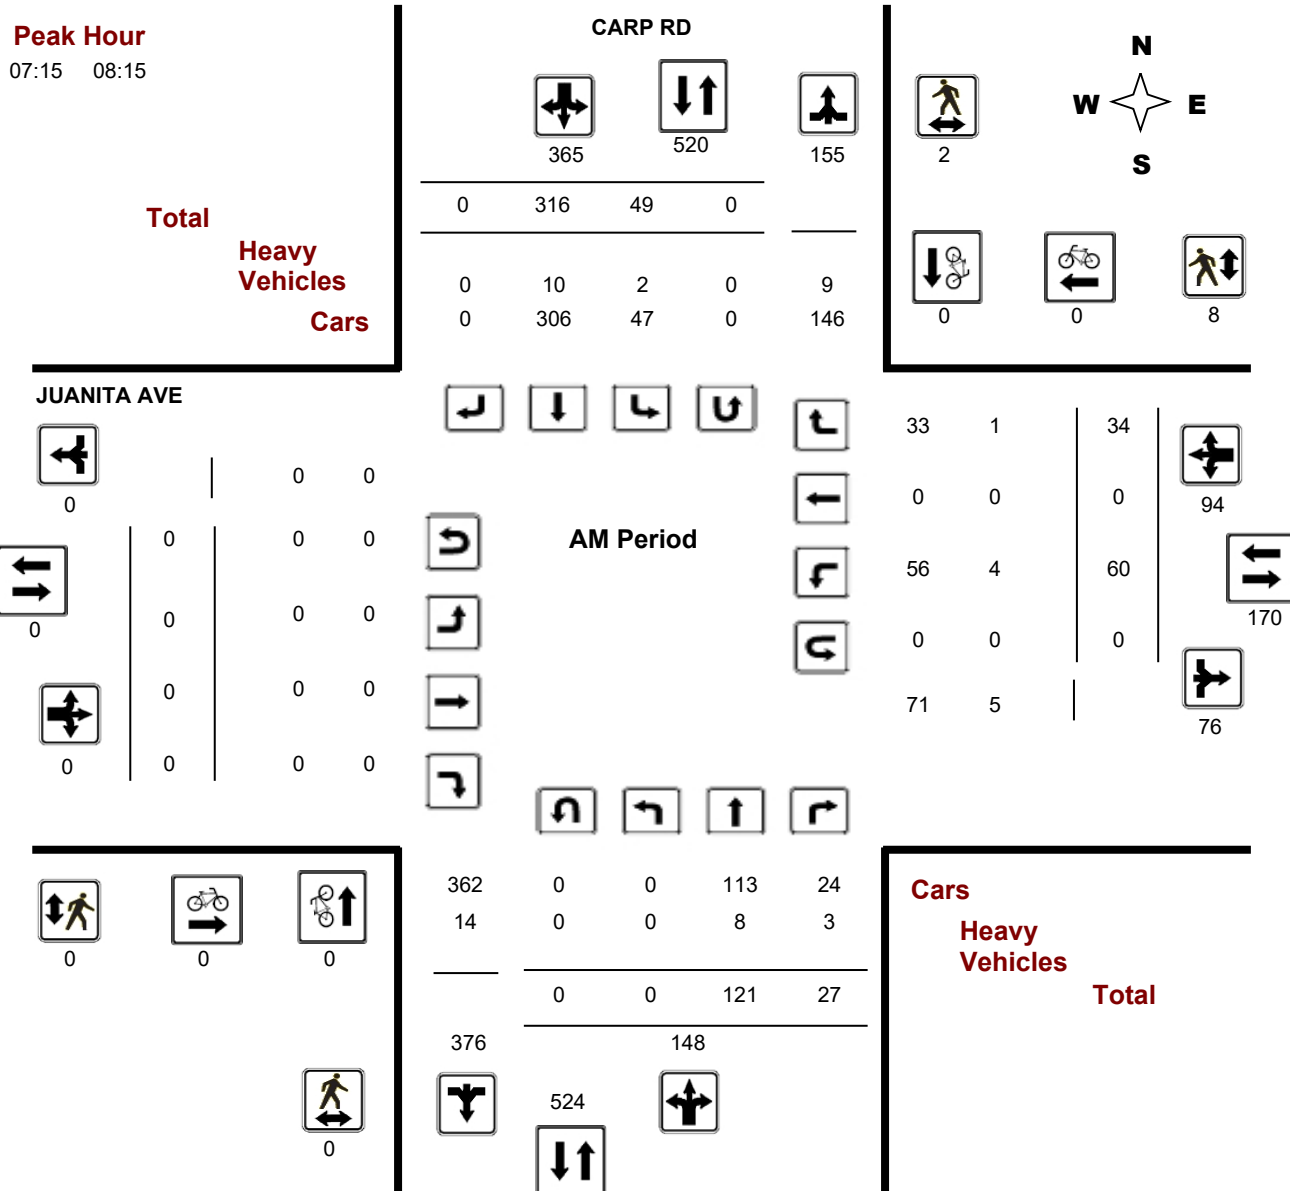 CARP RD
Peak Hour
07:15 08:15
N
W E
S
365 520 155 2
Total
0 316 49 0
Heavy
Vehicles
0 10 2 0 9
Cars
0 306 47 0 146
0 0 8
JUANITA AVE
0
0 0
33 1 34
94
0 0 0
AM Period
0 0 0
0
0 0 0
56 4 60
170
0 0 0
0 0 0
71 5
76
0
0 0 0
362 0 0 113 24
14 0 0 8 3
0 0 0
Cars
Heavy
Vehicles
Total
0 0 121 27
376 148
524
0